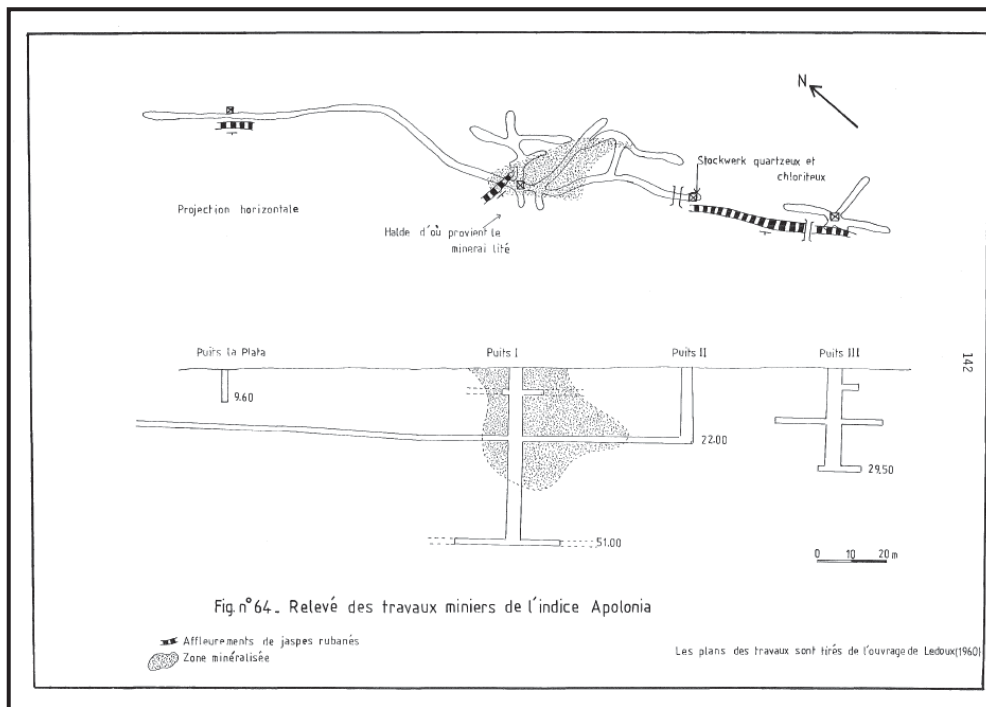 N
Stockwerk quartzeux et
chloriteux
Projection horizontale
Halde d'où provient le
minerai lité
Puits la Plata
Puits I
Puits II
Puits III
142
9.60
22.00
29,50
51.00
0 10 20 m
Fig. n° 64_ Relevé des travaux miniers de l'indice Apolonia
Affleurements de jaspes rubanés
Zone minéralisée
Les plans des travaux sont tirés de l'ouvrage de Ledoux(1960)